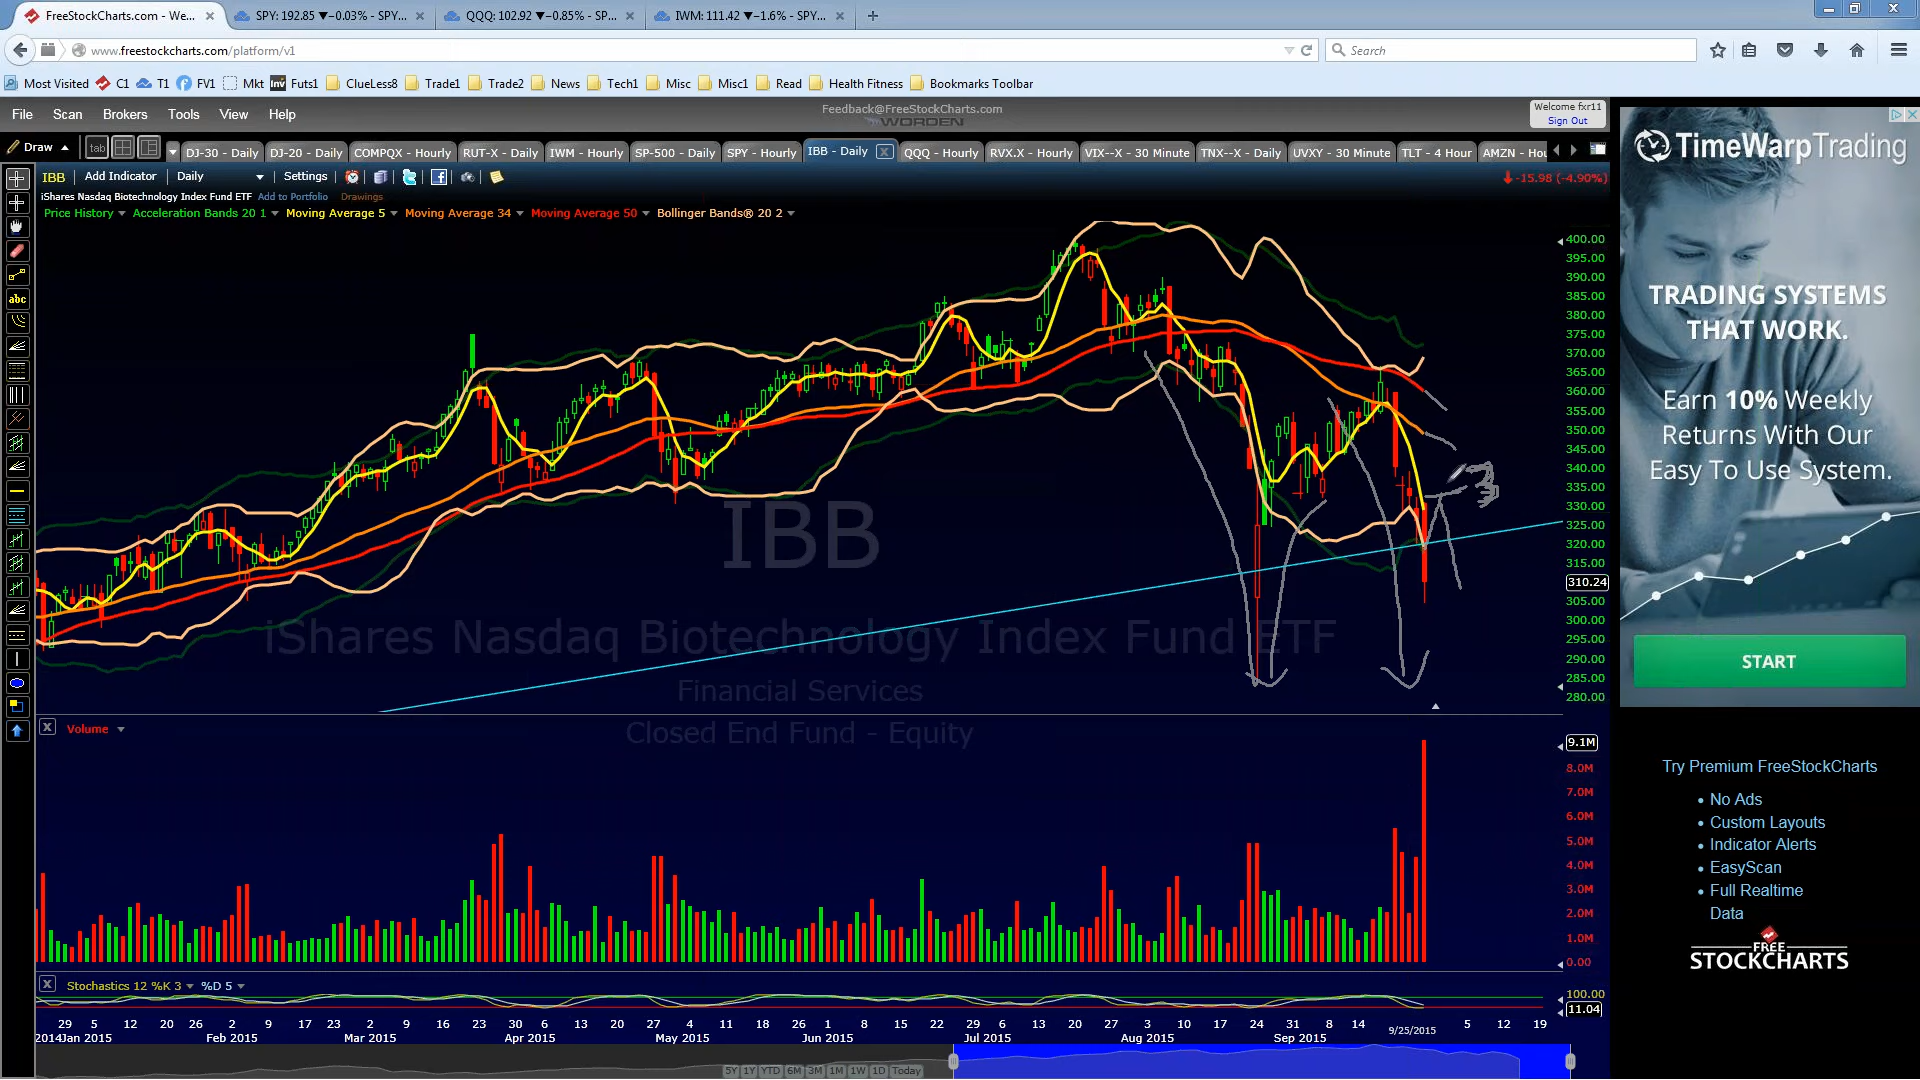 FreeStockCharts.com - We...
SPY: 192.85 ▼−0.03% - SPY...
QQQ: 102.92 ▼−0.85% - SP...
IWM: 111.42 ▼−1.6% - SPY...
www.freestockcharts.com/platform/v1
Search
Most Visited C1 T1 FV1 Mkt Inv Futs1 ClueLess8 Trade1 Trade2 News Tech1 Misc Misc1 Read Health Fitness Bookmarks Toolbar
File Scan Brokers Tools View Help
Feedback@FreeStockCharts.com
WORDEN
Welcome fxr11
Sign Out
Draw tab
DJ-30 - Daily DJ-20 - Daily COMPQX - Hourly RUT-X - Daily IWM - Hourly SP-500 - Daily SPY - Hourly IBB - Daily QQQ - Hourly RVX.X - Hourly VIX--X - 30 Minute TNX--X - Daily UVXY - 30 Minute TLT - 4 Hour AMZN - Hou
IBB Add Indicator Daily Settings
-15.98 (-4.90%)
iShares Nasdaq Biotechnology Index Fund ETF Add to Portfolio Drawings
Price History Acceleration Bands 20 1 Moving Average 5 Moving Average 34 Moving Average 50 Bollinger Bands® 20 2
abc
400.00
395.00
390.00
385.00
380.00
375.00
370.00
365.00
360.00
355.00
350.00
345.00
340.00
335.00
330.00
325.00
320.00
315.00
310.24
305.00
300.00
295.00
290.00
285.00
280.00
IBB
iShares Nasdaq Biotechnology Index Fund ETF
Financial Services
Closed End Fund - Equity
Volume
9.1M
8.0M
7.0M
6.0M
5.0M
4.0M
3.0M
2.0M
1.0M
0.00
Stochastics 12 %K 3 %D 5
100.00
11.04
29 5 12 20 26 2 9 17 23 2 9 16 23 30 6 13 20 27 4 11 18 26 1 8 15 22 29 6 13 20 27 3 10 17 24 31 8 14 9/25/2015 5 12 19
2014 Jan 2015 Feb 2015 Mar 2015 Apr 2015 May 2015 Jun 2015 Jul 2015 Aug 2015 Sep 2015
5Y 1Y YTD 6M 3M 1M 1W 1D Today
TimeWarpTrading
TRADING SYSTEMS
THAT WORK.
Earn 10% Weekly
Returns With Our
Easy To Use System.
START
Try Premium FreeStockCharts
• No Ads
• Custom Layouts
• Indicator Alerts
• EasyScan
• Full Realtime
Data
FREE
STOCKCHARTS